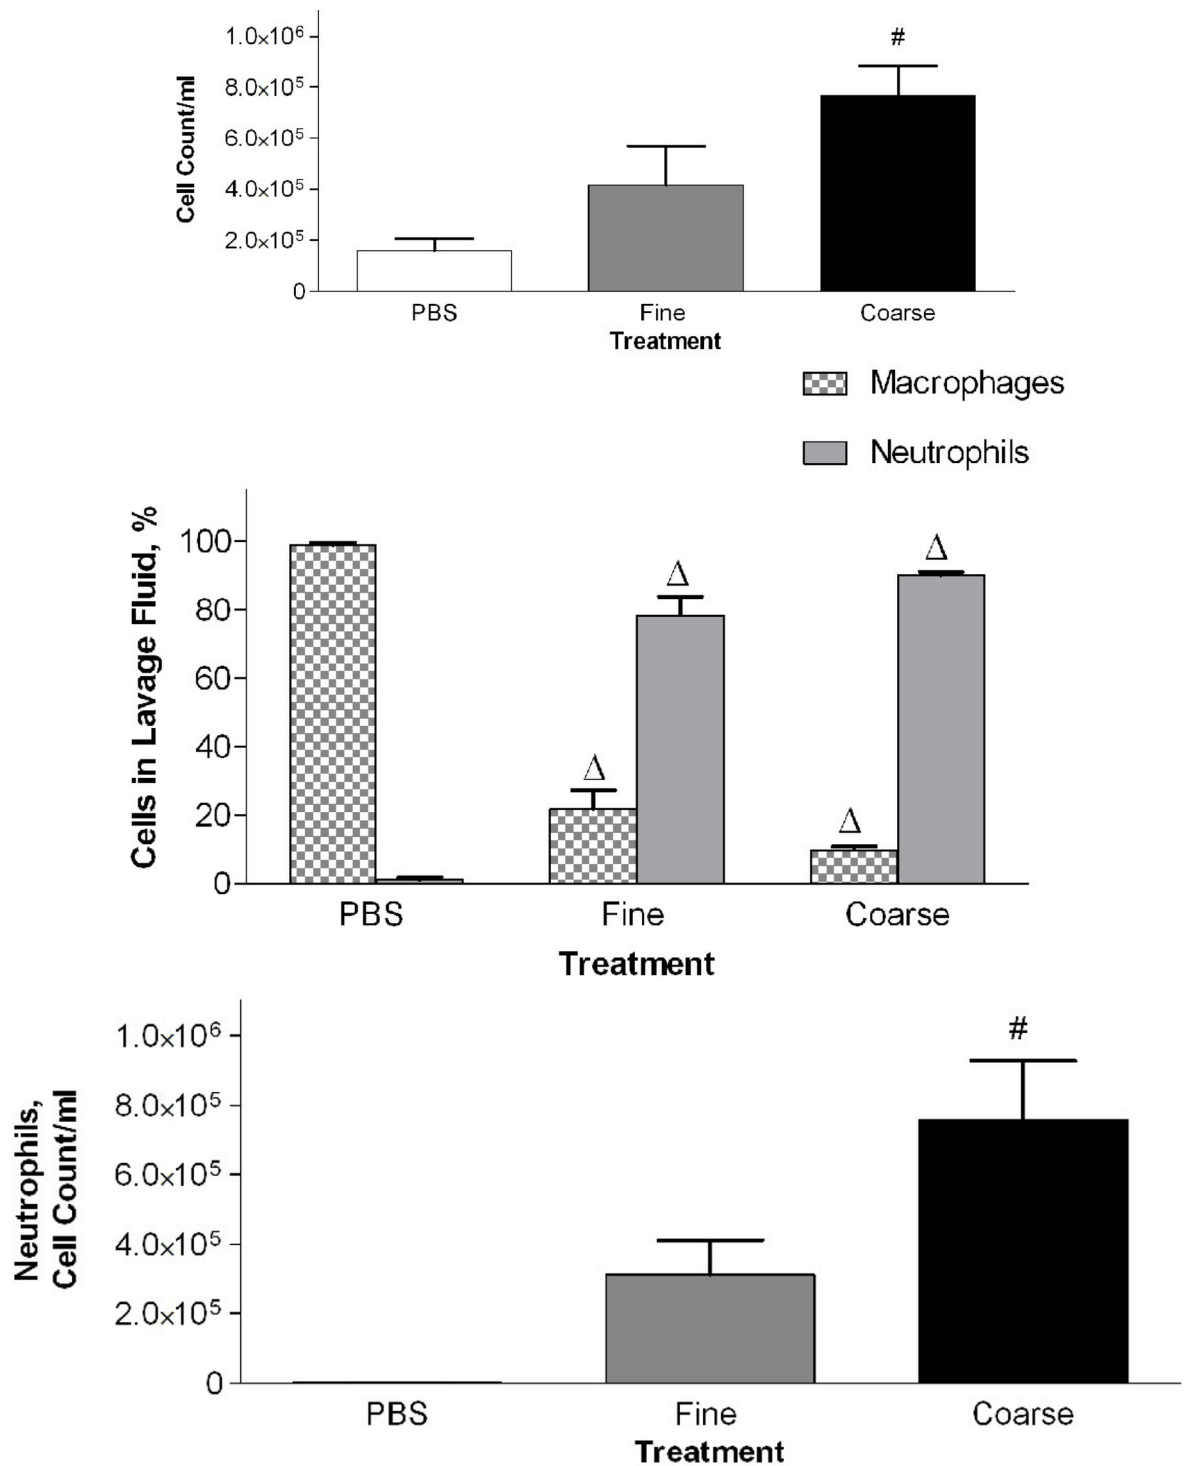 1.0×10⁶
#
8.0×10⁵
6.0×10⁵
4.0×10⁵
2.0×10⁵
0
Cell Count/ml
PBS Fine Coarse
Treatment
Macrophages
Neutrophils
100
80
60
40
20
0
Cells in Lavage Fluid, %
Δ Δ Δ Δ
PBS Fine Coarse
Treatment
1.0×10⁶
#
8.0×10⁵
6.0×10⁵
4.0×10⁵
2.0×10⁵
0
Neutrophils,
Cell Count/ml
PBS Fine Coarse
Treatment